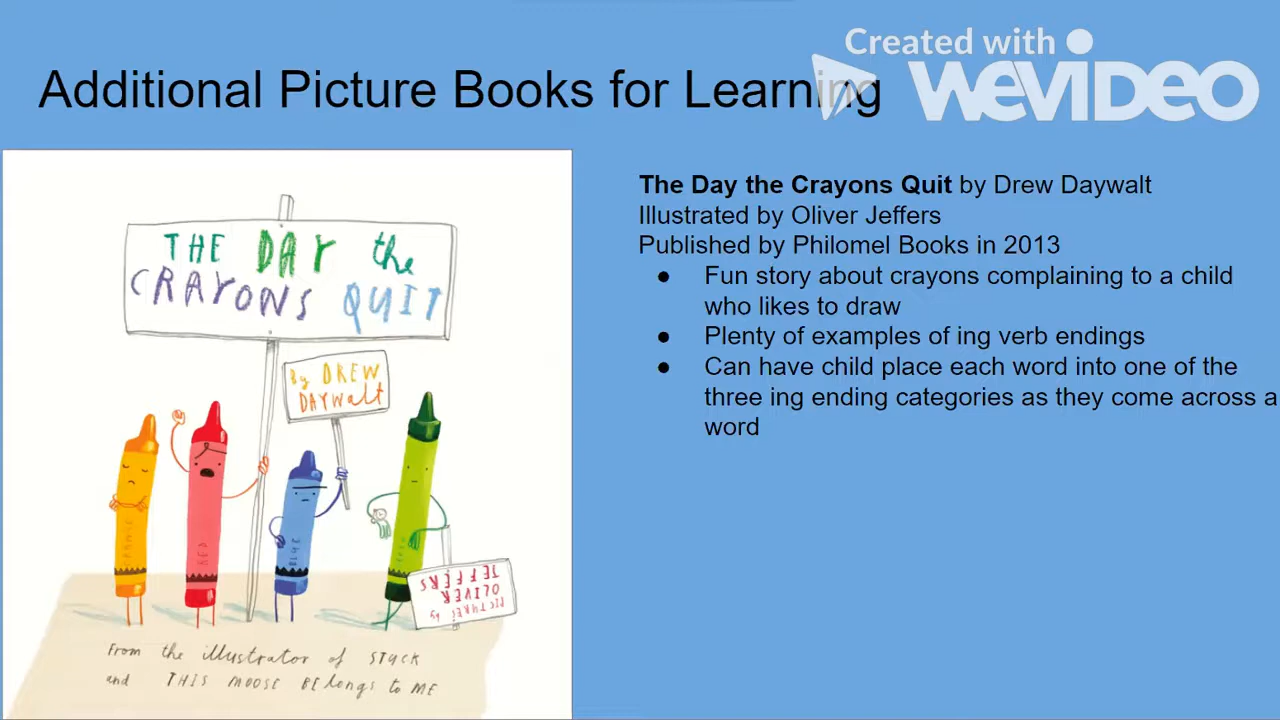 Created with
WEVIDEO
Additional Picture Books for Learning
THE DAY the
CRAYONS QUIT
By DREW
DAYWalt
ORANGE
RED
BLUE
PICTURES by
OLIVER
JEFFERS
From the illustrator of STUCK
and THIS MOOSE BElongs to ME
The Day the Crayons Quit by Drew Daywalt
Illustrated by Oliver Jeffers
Published by Philomel Books in 2013
● Fun story about crayons complaining to a child
who likes to draw
● Plenty of examples of ing verb endings
● Can have child place each word into one of the
three ing ending categories as they come across a
word